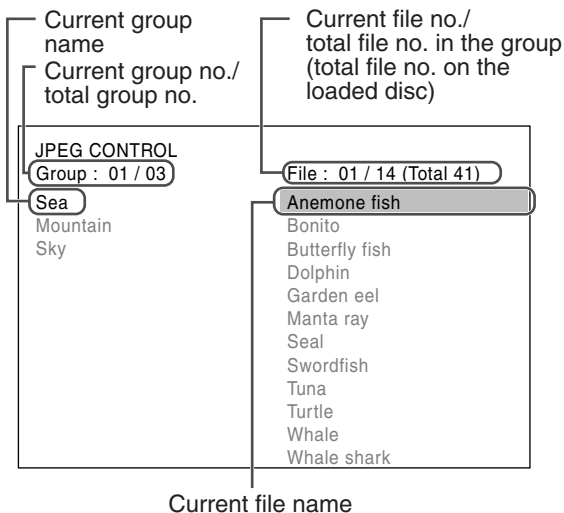 Current group
name
Current group no./
total group no.
Current file no./
total file no. in the group
(total file no. on the
loaded disc)
JPEG CONTROL
Group : 01 / 03
File : 01 / 14 (Total 41)
Sea
Mountain
Sky
Anemone fish
Bonito
Butterfly fish
Dolphin
Garden eel
Manta ray
Seal
Swordfish
Tuna
Turtle
Whale
Whale shark
Current file name